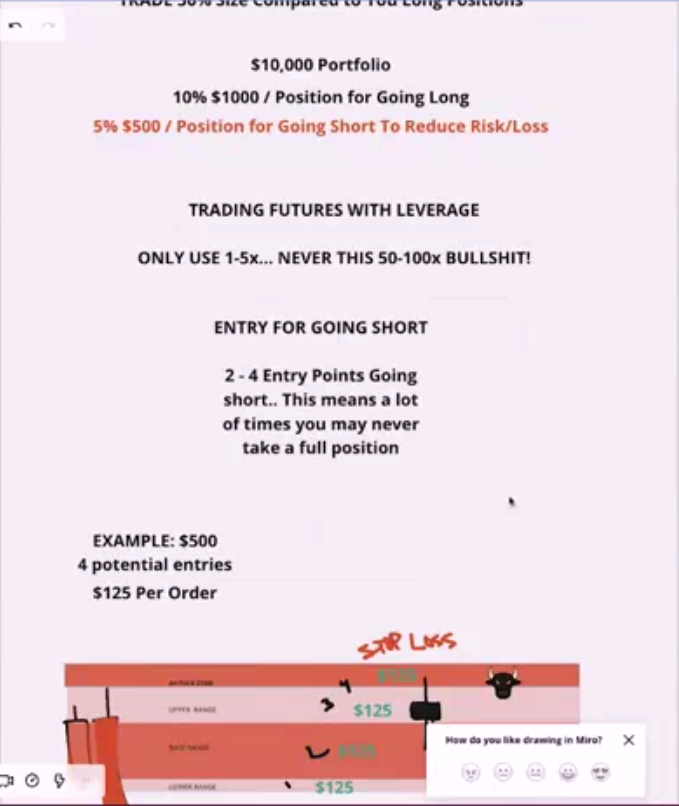 TRADE 50% Size Compared to You Long Positions
$10,000 Portfolio
10% $1000 / Position for Going Long
5% $500 / Position for Going Short To Reduce Risk/Loss
TRADING FUTURES WITH LEVERAGE
ONLY USE 1-5x... NEVER THIS 50-100x BULLSHIT!
ENTRY FOR GOING SHORT
2 - 4 Entry Points Going
short.. This means a lot
of times you may never
take a full position
EXAMPLE: $500
4 potential entries
$125 Per Order
STOP LOSS
4 $125
UPPER RANGE 3 $125
RANGE $125
LOWER RANGE $125
How do you like drawing in Miro?